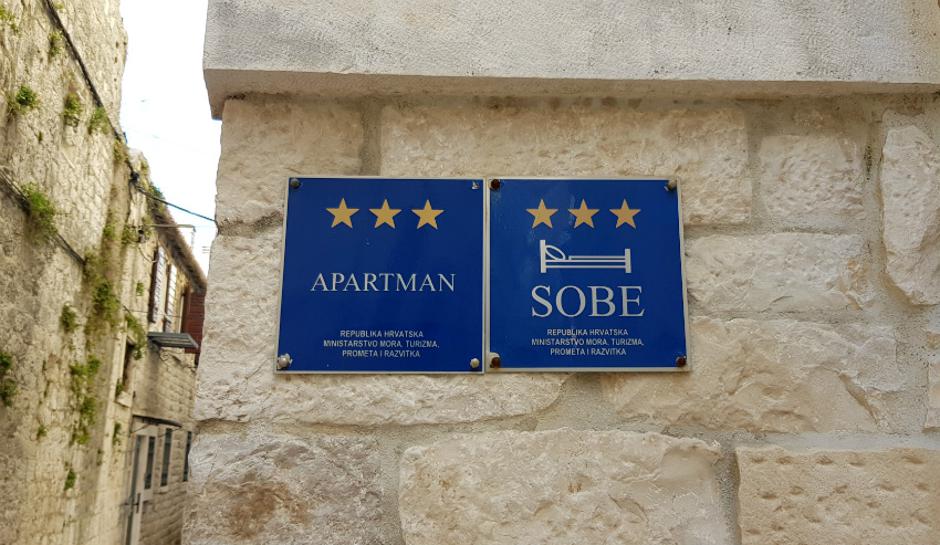 APARTMAN
REPUBLIKA HRVATSKA
MINISTARSTVO MORA, TURIZMA,
PROMETA I RAZVITKA
SOBE
REPUBLIKA HRVATSKA
MINISTARSTVO MORA, TURIZMA,
PROMETA I RAZVITKA